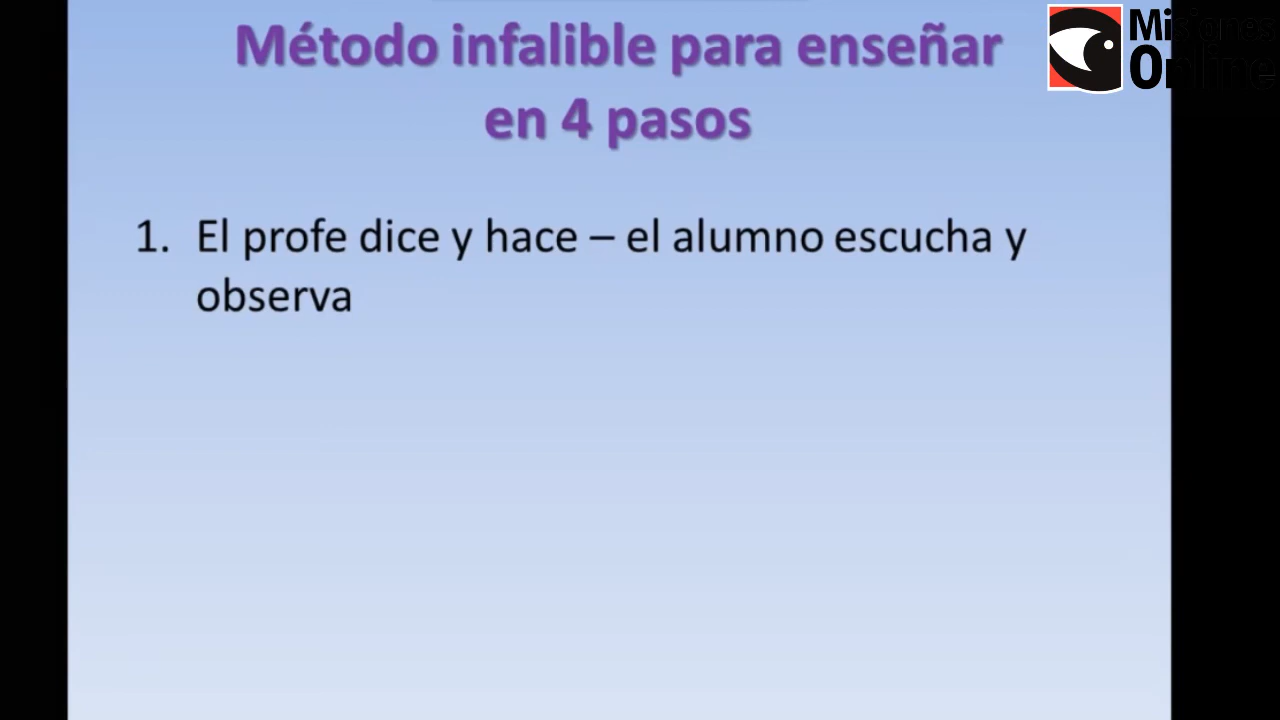 Método infalible para enseñar
en 4 pasos
Misiones
Online
1. El profe dice y hace – el alumno escucha y
observa